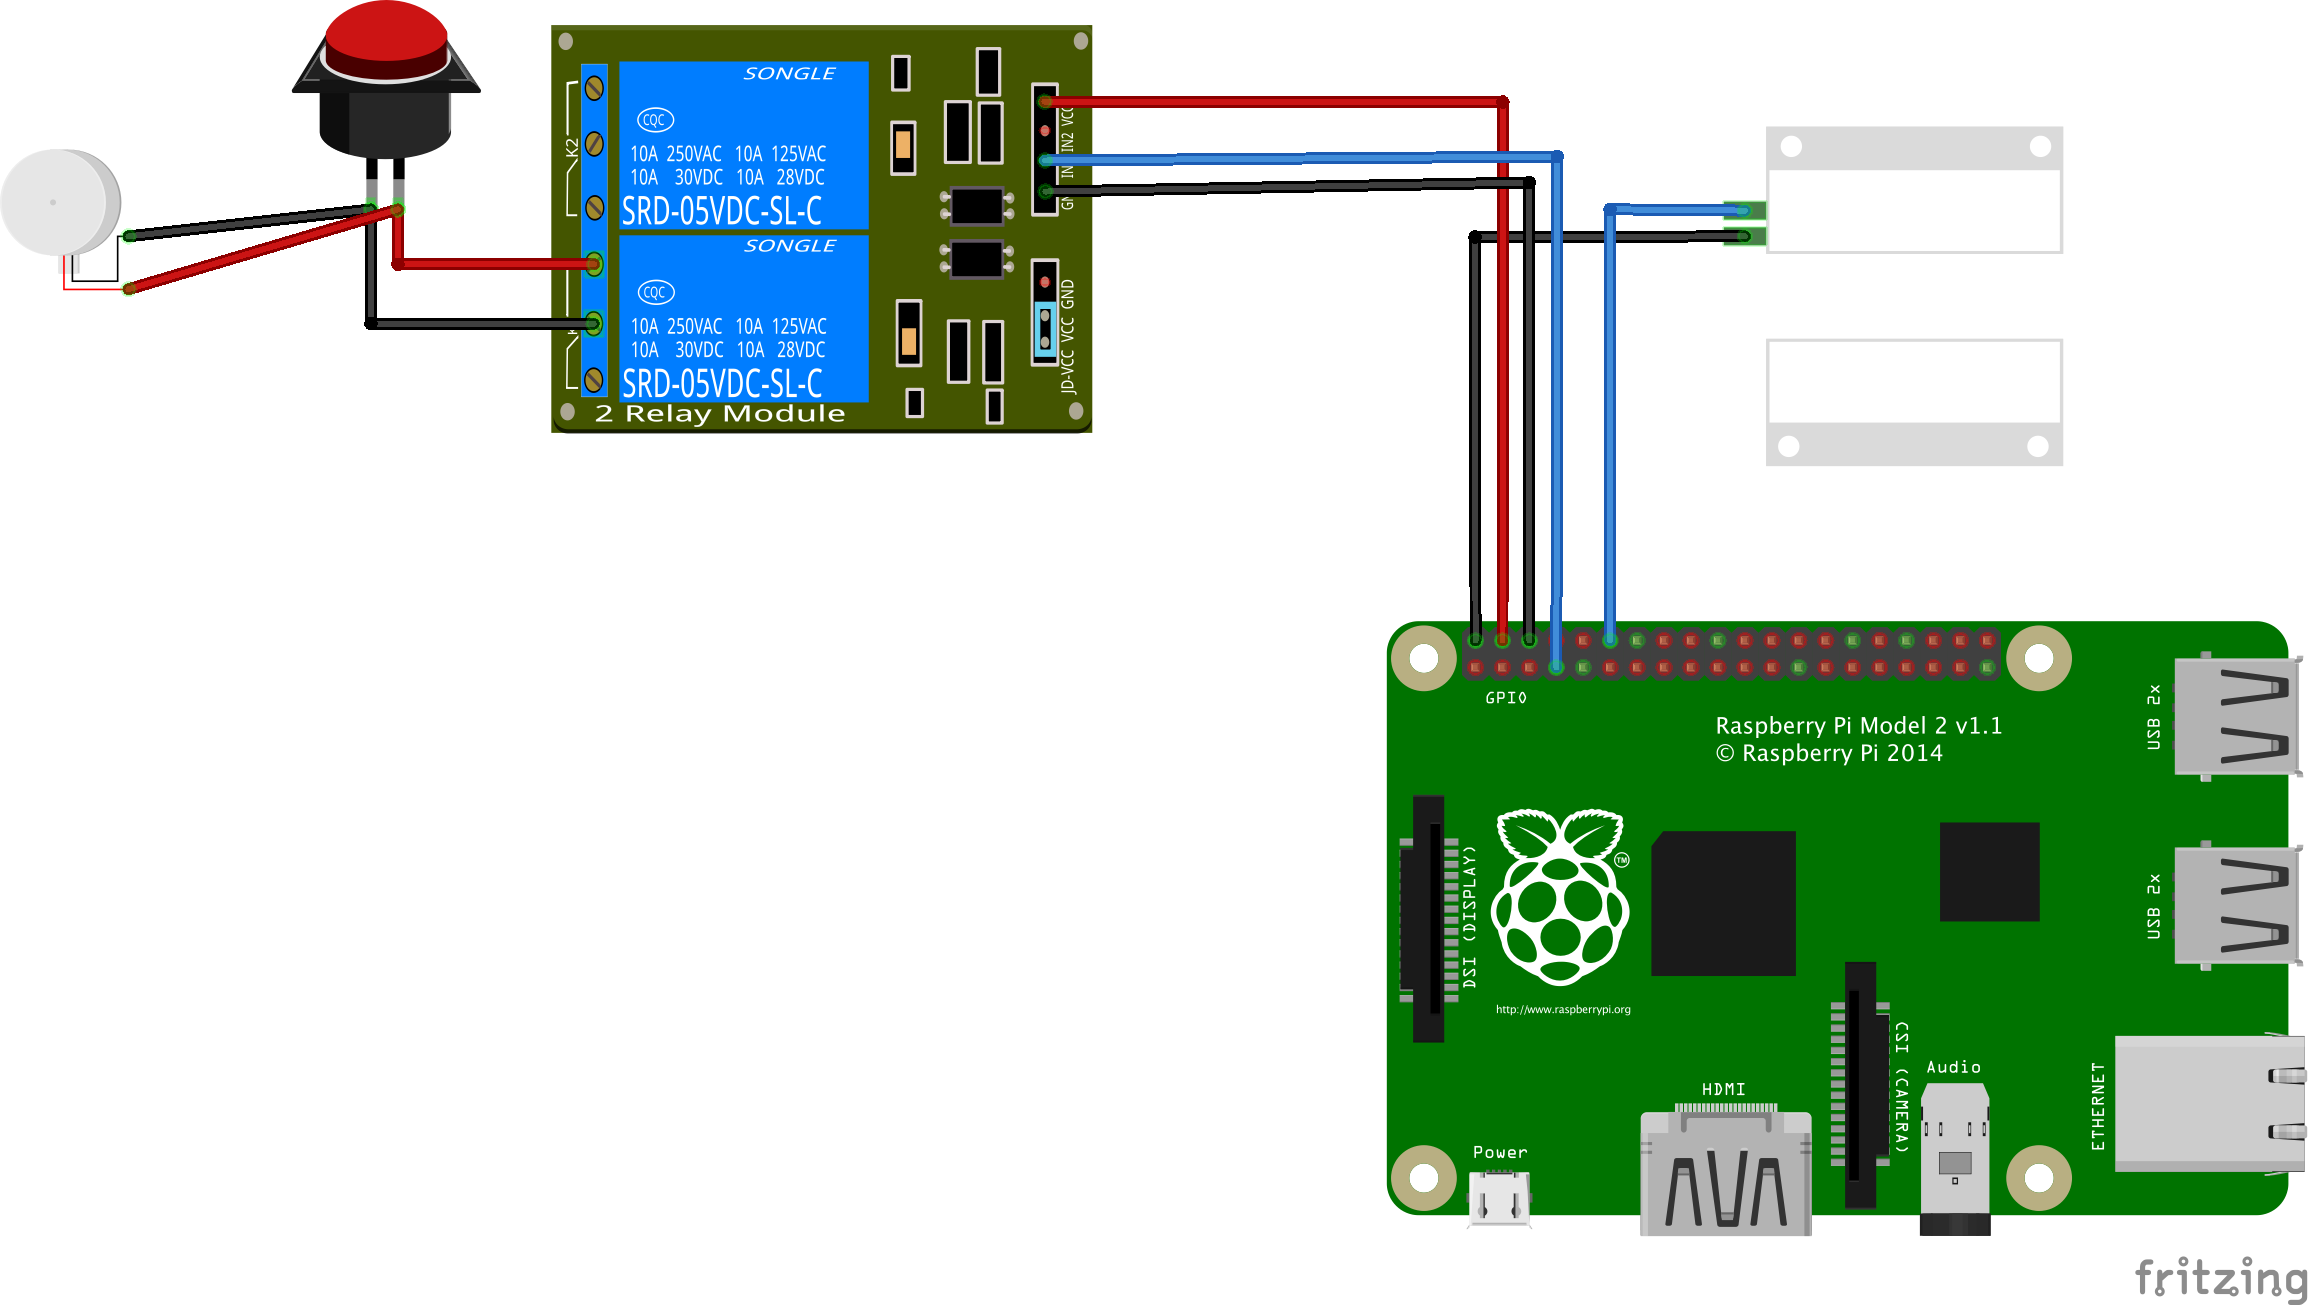 SONGLE
CQC
10A 250VAC 10A 125VAC
10A 30VDC 10A 28VDC
SRD-05VDC-SL-C
SONGLE
CQC
10A 250VAC 10A 125VAC
10A 30VDC 10A 28VDC
SRD-05VDC-SL-C
2 Relay Module
K2
VCC
IN2
JD-VCC VCC GND
GPIO
Raspberry Pi Model 2 v1.1
© Raspberry Pi 2014
USB 2x
USB 2x
DSI (DISPLAY)
TM
http://www.raspberrypi.org
CSI (CAMERA)
Audio
HDMI
ETHERNET
Power
fritzing